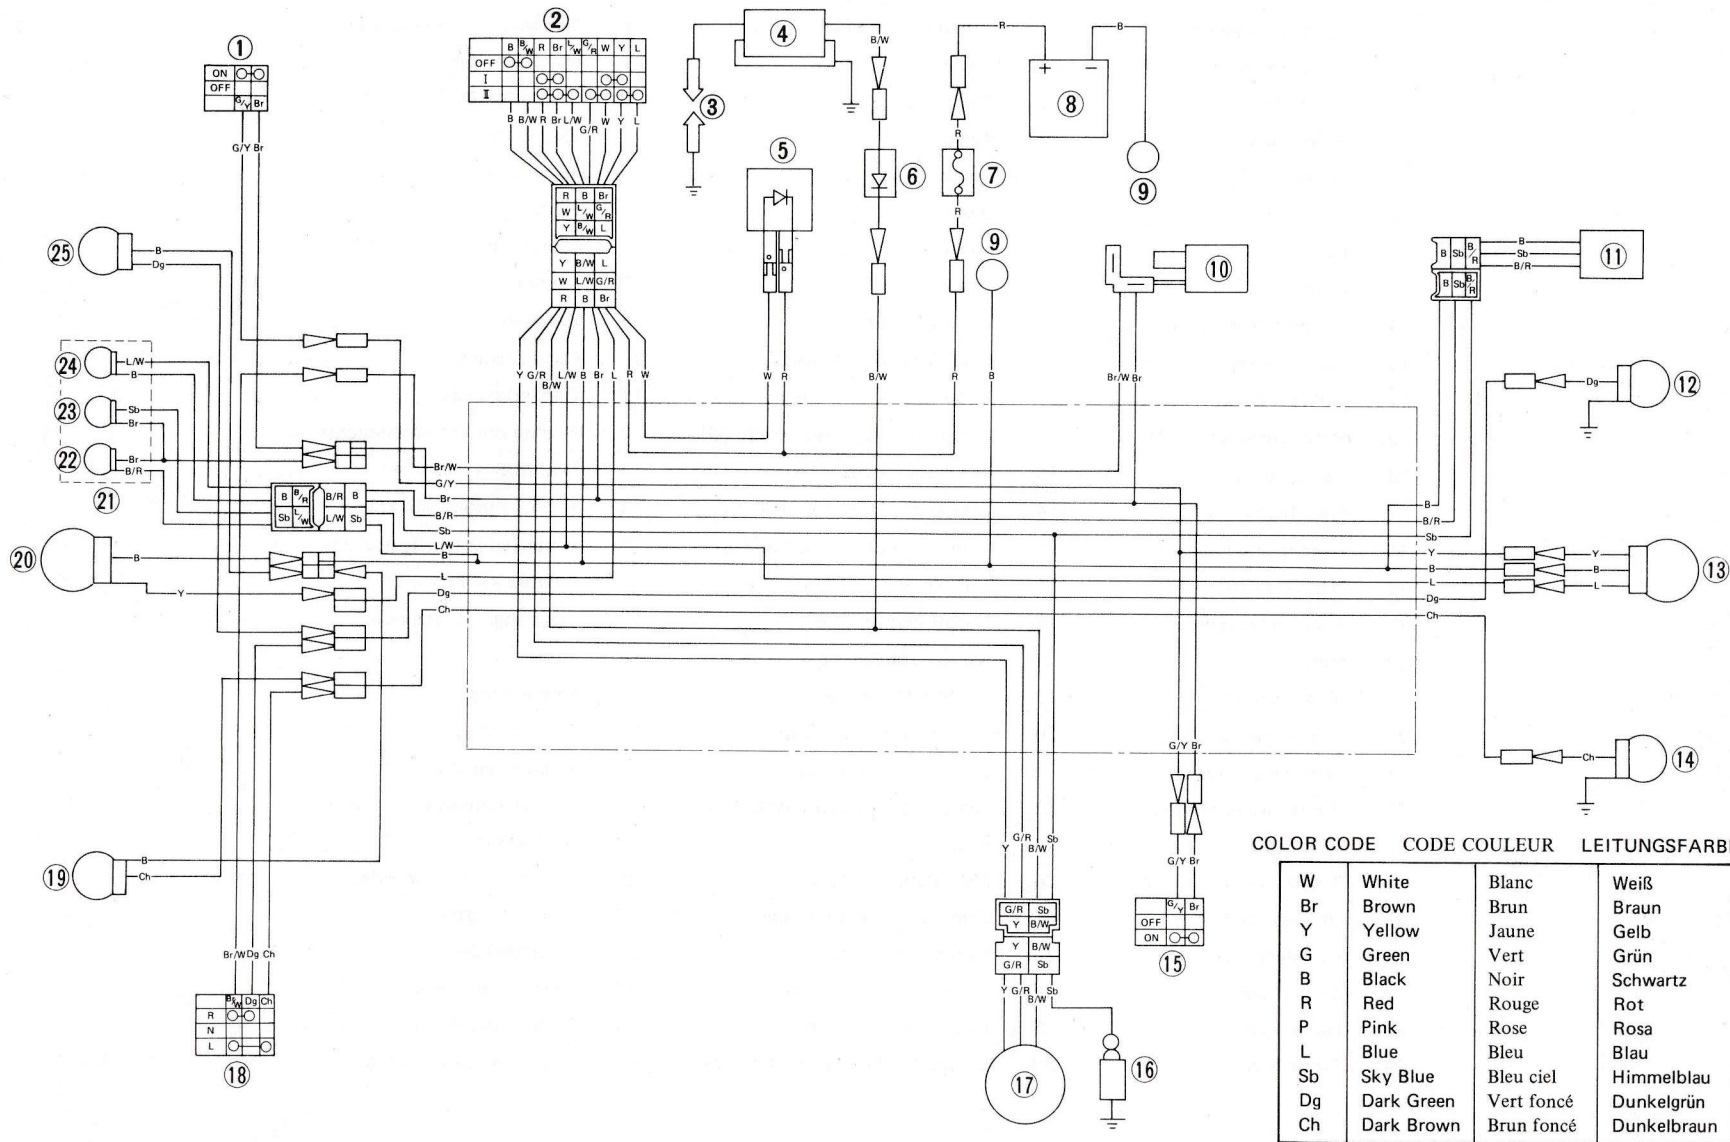 ① ② ③ ④ ⑤ ⑥ ⑦ ⑧ ⑨ ⑨ ⑩ ⑪
ON
OFF
G/Y Br
G/Y Br
B B/W R Br L/W G/R W Y L
OFF
I
II
B B/W R Br L/W G/R W Y L
R B Br
W L/W G/R
Y B/W L
Y B/W L
W L/W G/R
R B Br
Y G/R B/W L/W B Br L R W
B/W
B/W
R
R
R
R
+ −
B
B
W R
Br/W Br
B Sb B/R
B Sb B/R
B
Sb
B/R
㉕
B
Dg
㉔
L/W
B
㉓
Sb
Br
㉒
Br
B/R
㉑
B B/R B/R B
Sb L/W L/W Sb
⑳
B
Y
Br/W
G/Y
Br
B/R
Sb
L/W
B
L
Dg
Ch
B
B/R
Sb
Y
B
L
Dg
Ch
Dg
⑫
Y
B
L
⑬
Ch
⑭
⑲
B
Ch
Br/W Dg Ch
Br/W Dg Ch
R
N
L
⑱
Y G/R B/W Sb
G/R Sb
Y B/W
Y B/W
G/R Sb
Y G/R B/W Sb
⑰
⑯
G/Y Br
G/Y Br
G/Y Br
OFF
ON
⑮
COLOR CODE CODE COULEUR LEITUNGSFARBE
W White Blanc Weiß
Br Brown Brun Braun
Y Yellow Jaune Gelb
G Green Vert Grün
B Black Noir Schwartz
R Red Rouge Rot
P Pink Rose Rosa
L Blue Bleu Blau
Sb Sky Blue Bleu ciel Himmelblau
Dg Dark Green Vert foncé Dunkelgrün
Ch Dark Brown Brun foncé Dunkelbraun